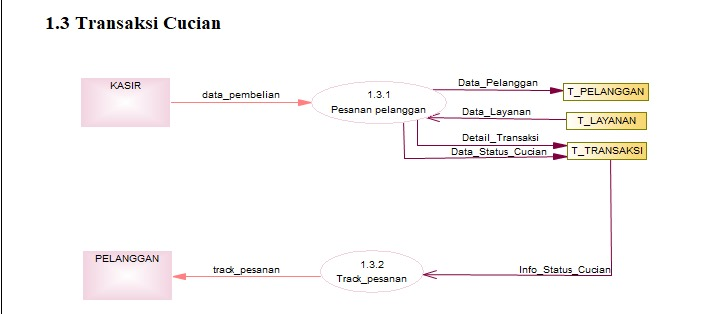 1.3 Transaksi Cucian
KASIR
data_pembelian
1.3.1
Pesanan pelanggan
Data_Pelanggan
T_PELANGGAN
Data_Layanan
T_LAYANAN
Detail_Transaksi
Data_Status_Cucian
T_TRANSAKSI
PELANGGAN
track_pesanan
1.3.2
Track_pesanan
Info_Status_Cucian